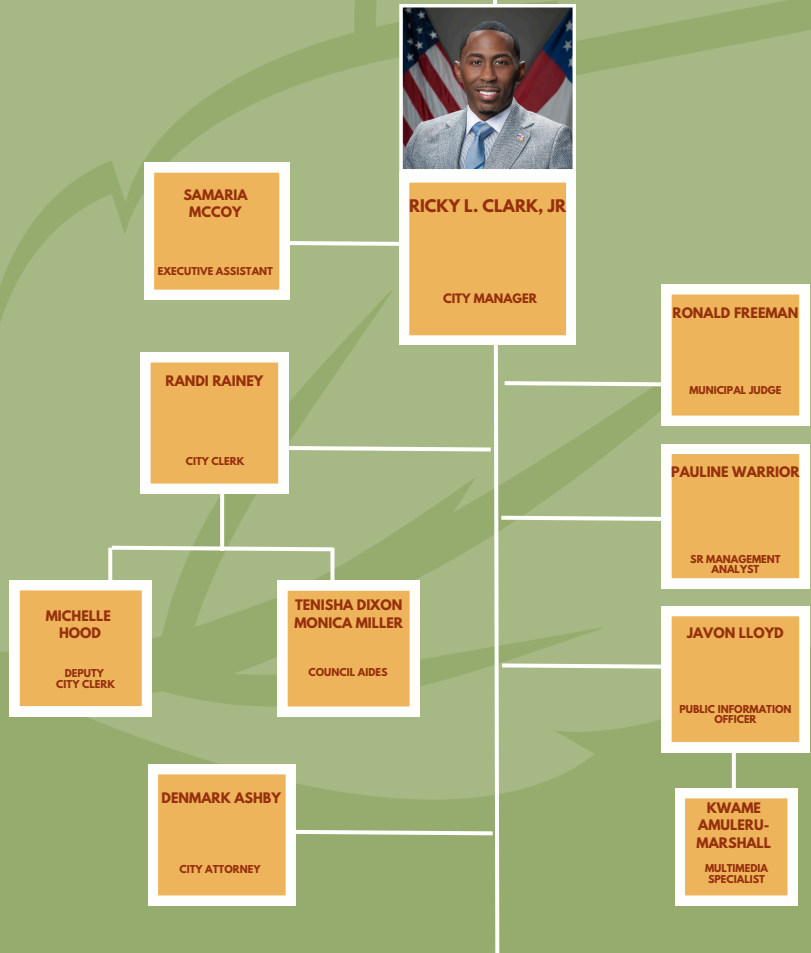 SAMARIA
MCCOY
EXECUTIVE ASSISTANT
RICKY L. CLARK, JR
CITY MANAGER
RONALD FREEMAN
MUNICIPAL JUDGE
RANDI RAINEY
CITY CLERK
PAULINE WARRIOR
SR MANAGEMENT
ANALYST
MICHELLE
HOOD
DEPUTY
CITY CLERK
TENISHA DIXON
MONICA MILLER
COUNCIL AIDES
JAVON LLOYD
PUBLIC INFORMATION
OFFICER
DENMARK ASHBY
CITY ATTORNEY
KWAME
AMULERU-
MARSHALL
MULTIMEDIA
SPECIALIST